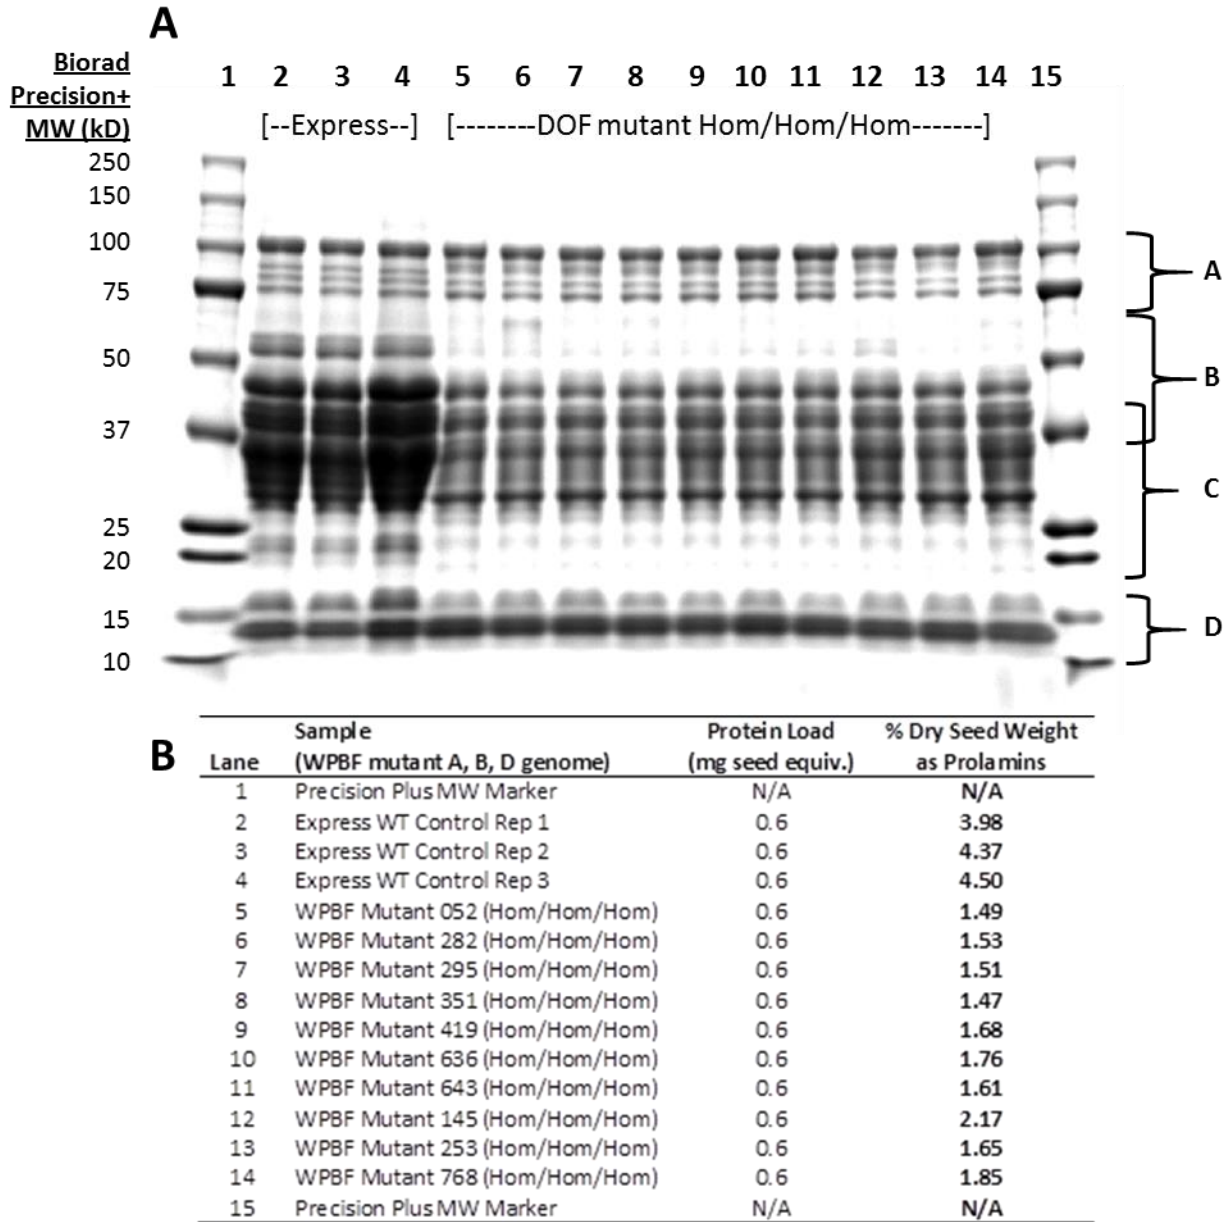 A
Biorad
Precision+
MW (kD)
1 2 3 4 5 6 7 8 9 10 11 12 13 14 15
[--Express--] [--------DOF mutant Hom/Hom/Hom-------]
250
150
100
75
50
37
25
20
15
10
A
B
C
D
B
Sample Protein Load % Dry Seed Weight
Lane (WPBF mutant A, B, D genome) (mg seed equiv.) as Prolamins
1 Precision Plus MW Marker N/A N/A
2 Express WT Control Rep 1 0.6 3.98
3 Express WT Control Rep 2 0.6 4.37
4 Express WT Control Rep 3 0.6 4.50
5 WPBF Mutant 052 (Hom/Hom/Hom) 0.6 1.49
6 WPBF Mutant 282 (Hom/Hom/Hom) 0.6 1.53
7 WPBF Mutant 295 (Hom/Hom/Hom) 0.6 1.51
8 WPBF Mutant 351 (Hom/Hom/Hom) 0.6 1.47
9 WPBF Mutant 419 (Hom/Hom/Hom) 0.6 1.68
10 WPBF Mutant 636 (Hom/Hom/Hom) 0.6 1.76
11 WPBF Mutant 643 (Hom/Hom/Hom) 0.6 1.61
12 WPBF Mutant 145 (Hom/Hom/Hom) 0.6 2.17
13 WPBF Mutant 253 (Hom/Hom/Hom) 0.6 1.65
14 WPBF Mutant 768 (Hom/Hom/Hom) 0.6 1.85
15 Precision Plus MW Marker N/A N/A